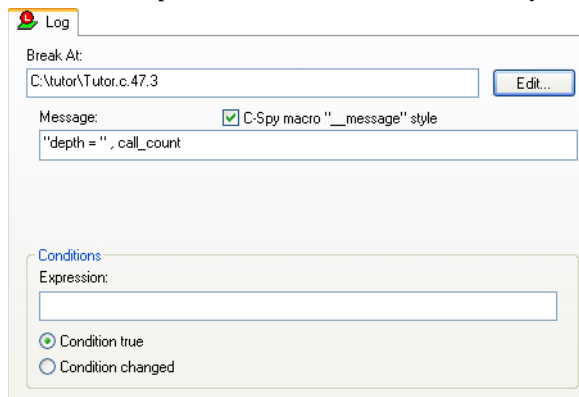 Log
Break At:
C:\tutor\Tutor.c.47.3
Edit...
Message:
C-Spy macro "__message" style
"depth = " , call_count
Conditions
Expression:
Condition true
Condition changed